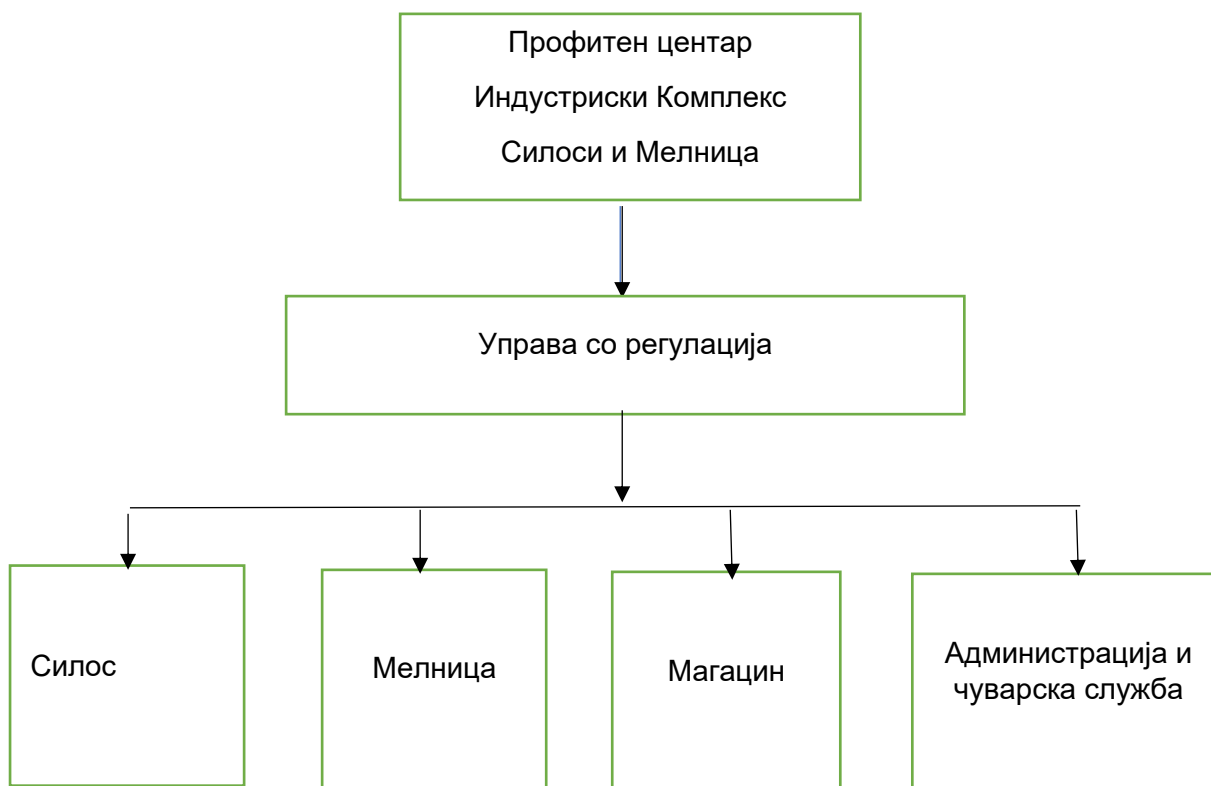 Профитен центар
Индустриски Комплекс
Силоси и Мелница
Управа со регулација
Силос
Мелница
Магацин
Администрација и
чуварска служба